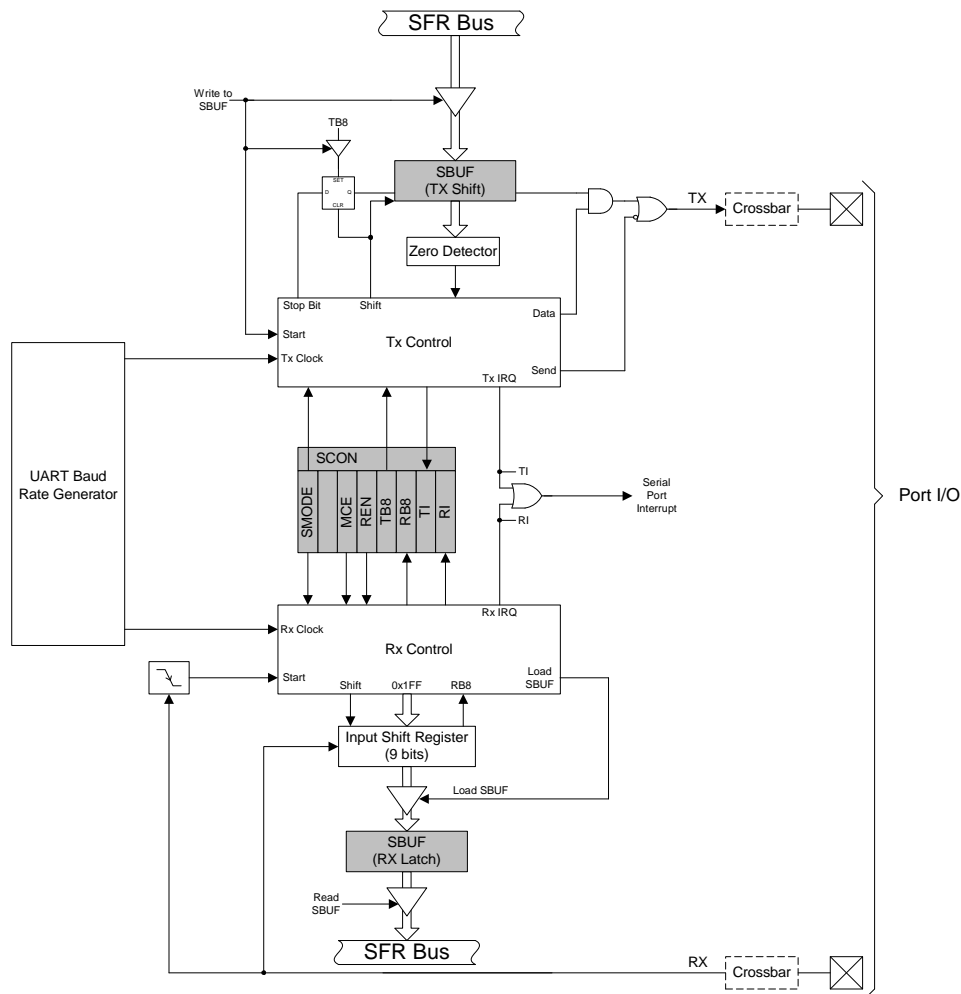 SFR Bus
Write to
SBUF
TB8
SBUF
(TX Shift)
SET
D
Q
CLR
TX
Crossbar
Zero Detector
Stop Bit
Shift
Data
Start
Tx Control
Tx Clock
Send
Tx IRQ
UART Baud
Rate Generator
SCON
SMODE
MCE
REN
TB8
RB8
TI
RI
TI
Serial
Port
Interrupt
RI
Port I/O
Rx IRQ
Rx Clock
Rx Control
Start
Load
SBUF
Shift
0x1FF
RB8
Input Shift Register
(9 bits)
Load SBUF
SBUF
(RX Latch)
Read
SBUF
SFR Bus
RX
Crossbar